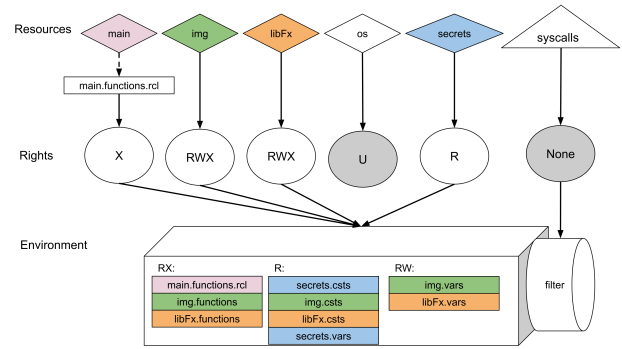 Resources
main
img
libFx
os
secrets
syscalls
main.functions.rcl
Rights
X
RWX
RWX
U
R
None
Environment
RX:
main.functions.rcl
img.functions
libFx.functions
R:
secrets.csts
img.csts
libFx.csts
secrets.vars
RW:
img.vars
libFx.vars
filter